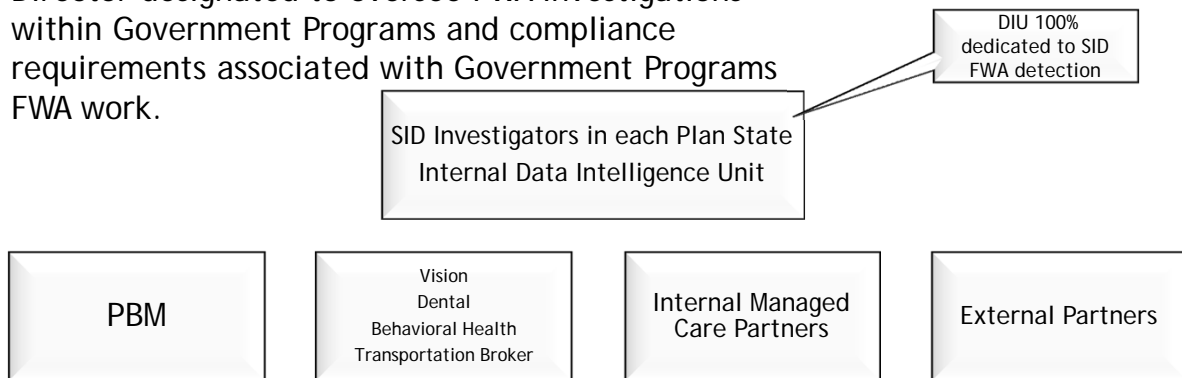 within Government Programs and compliance
requirements associated with Government Programs
FWA work.
DIU 100%
dedicated to SID
FWA detection
SID Investigators in each Plan State
Internal Data Intelligence Unit
PBM
Vision
Dental
Behavioral Health
Transportation Broker
Internal Managed
Care Partners
External Partners